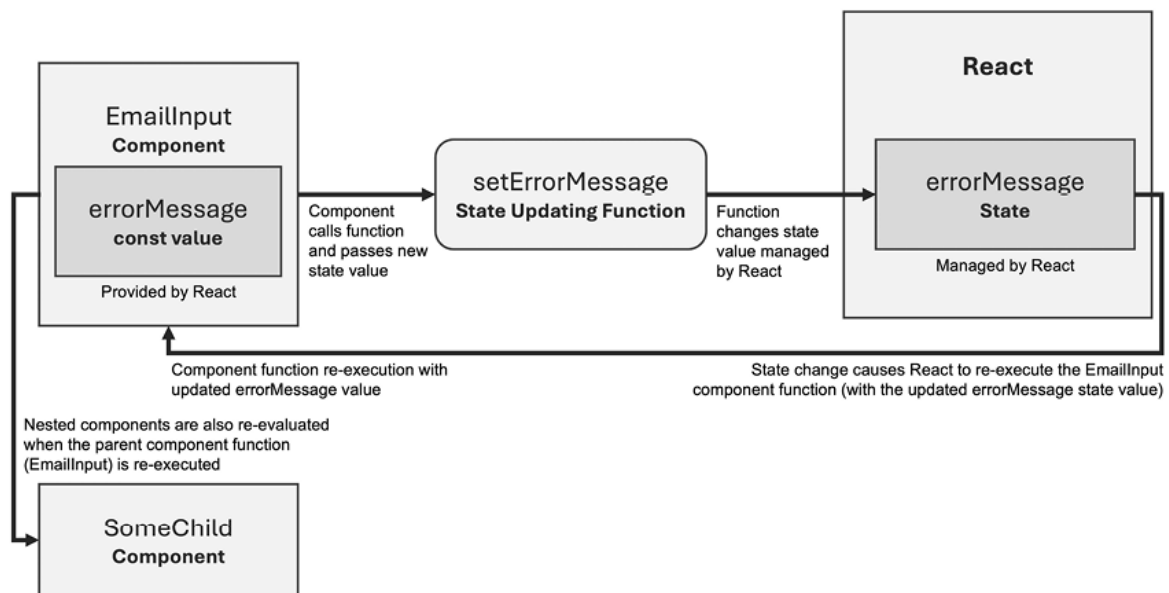 EmailInput
Component
errorMessage
const value
Provided by React
Component
calls function
and passes new
state value
setErrorMessage
State Updating Function
Function
changes state
value managed
by React
React
errorMessage
State
Managed by React
Component function re-execution with
updated errorMessage value
State change causes React to re-execute the EmailInput
component function (with the updated errorMessage state value)
Nested components are also re-evaluated
when the parent component function
(EmailInput) is re-executed
SomeChild
Component